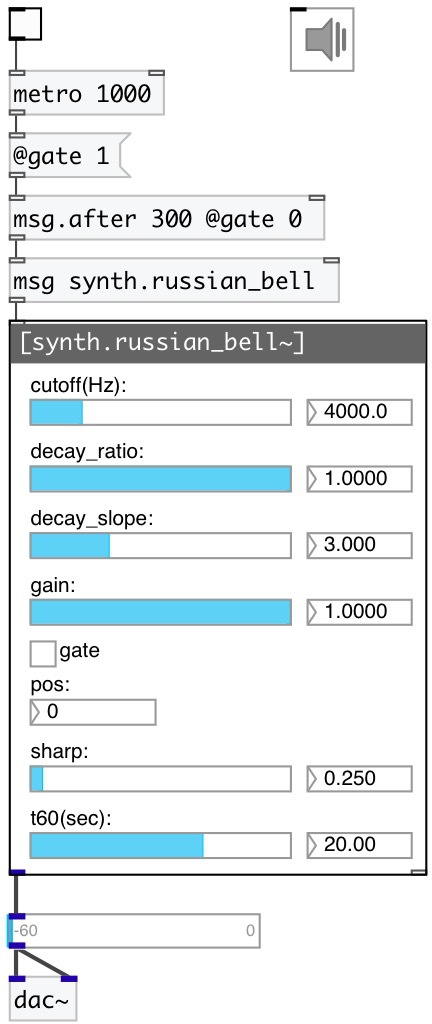 metro 1000
@gate 1
msg.after 300 @gate 0
msg synth.russian_bell
[synth.russian_bell~]
cutoff(Hz):
4000.0
decay_ratio:
1.0000
decay_slope:
3.000
gain:
1.0000
gate
pos:
0
sharp:
0.250
t60(sec):
20.00
-60 0
dac~